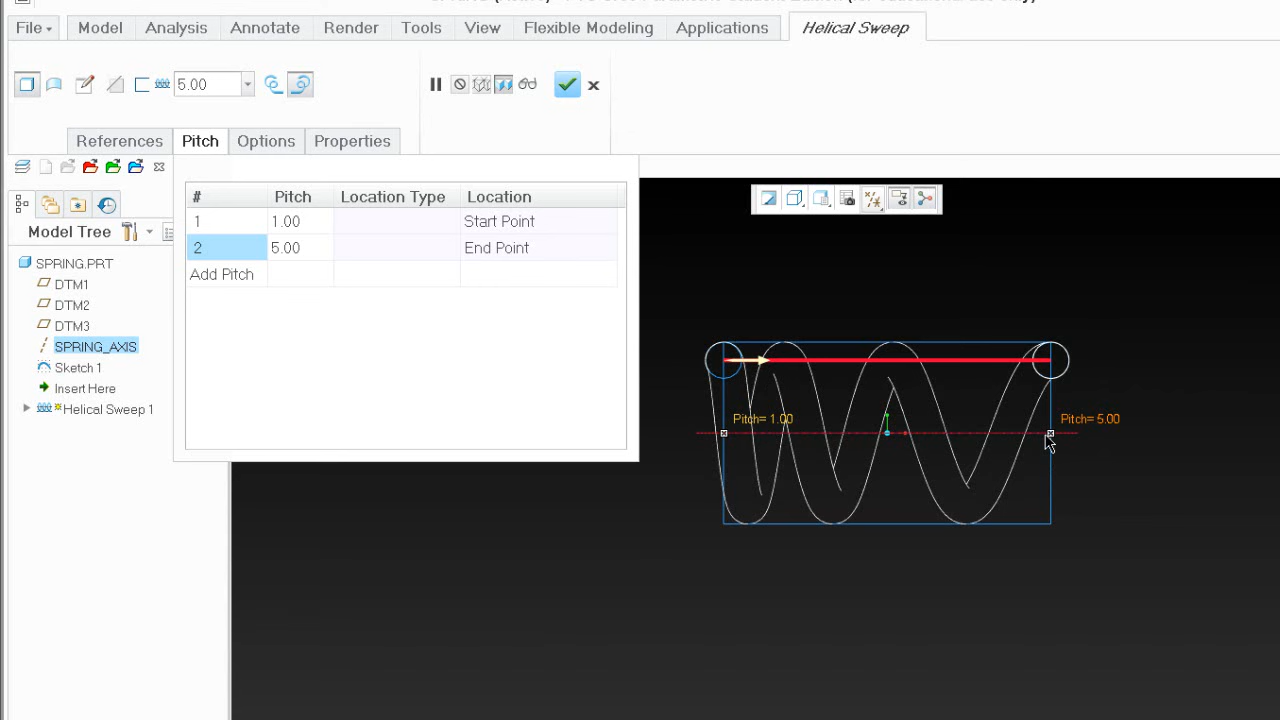 File Model Analysis Annotate Render Tools View Flexible Modeling Applications Helical Sweep
5.00
References Pitch Options Properties
# Pitch Location Type Location
1 1.00 Start Point
2 5.00 End Point
Add Pitch
Model Tree
SPRING.PRT
DTM1
DTM2
DTM3
SPRING_AXIS
Sketch 1
Insert Here
Helical Sweep 1
Pitch= 1.00
Pitch= 5.00